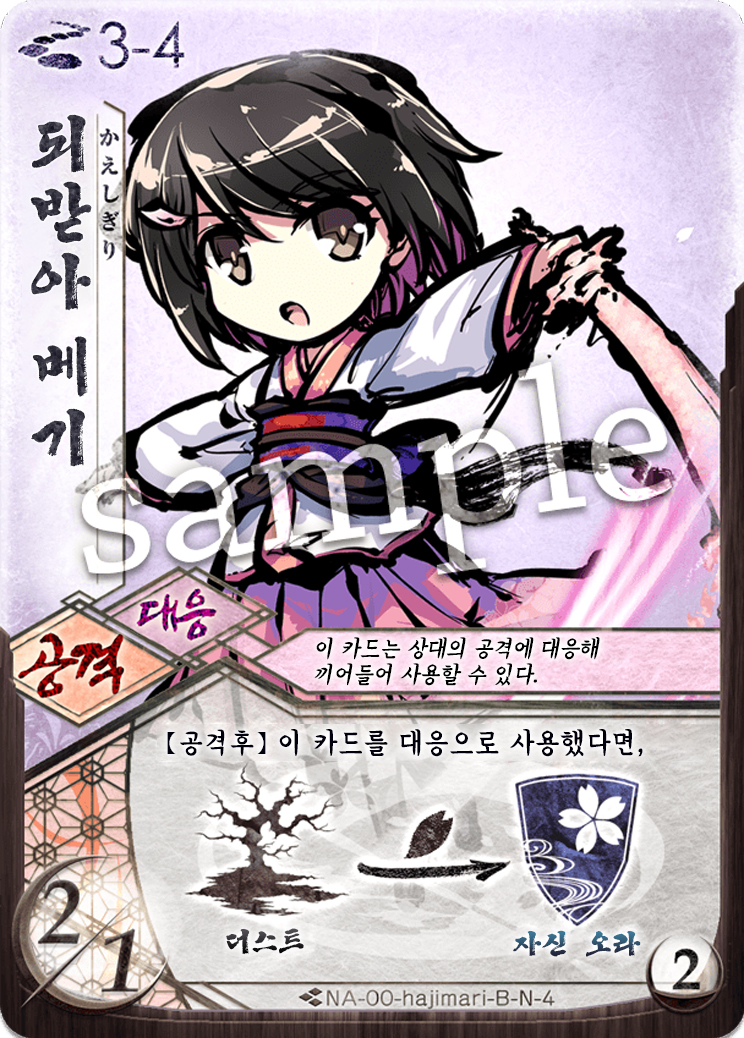 3-4
되받아 베기
かえしぎり
sample
대응
공격
이 카드는 상대의 공격에 대응해
끼어들어 사용할 수 있다.
【공격후】 이 카드를 대응으로 사용했다면,
더스트
자신 오라
2/1
2
NA-00-hajimari-B-N-4